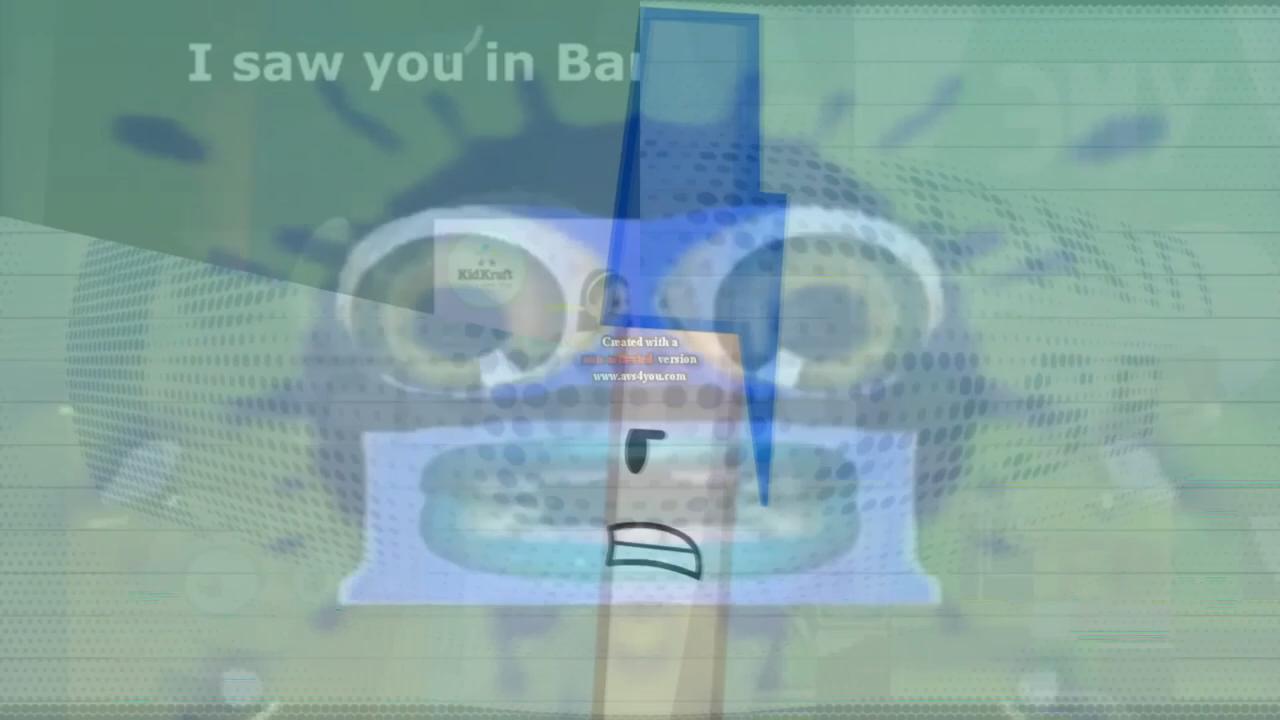 I saw you in Ba
KidKraft
Created with a
version
www.avs4you.com